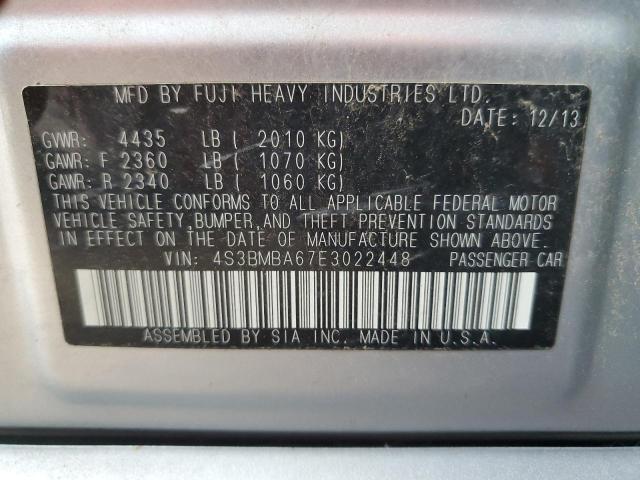 MFD BY FUJI HEAVY INDUSTRIES LTD.
DATE: 12/13
GVWR: 4435 LB ( 2010 KG)
GAWR: F 2360 LB ( 1070 KG)
GAWR: R 2340 LB ( 1060 KG)
THIS VEHICLE CONFORMS TO ALL APPLICABLE FEDERAL MOTOR
VEHICLE SAFETY, BUMPER, AND THEFT PREVENTION STANDARDS
IN EFFECT ON THE DATE OF MANUFACTURE SHOWN ABOVE.
VIN: 4S3BMBA67E3022448 PASSENGER CAR
ASSEMBLED BY SIA INC. MADE IN U.S.A.